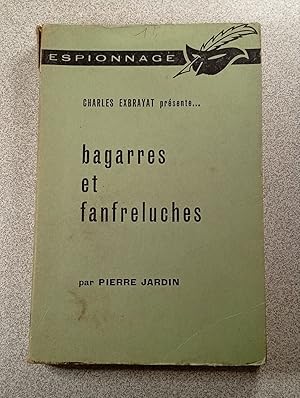 ESPIONNAGE
CHARLES EXBRAYAT présente...
bagarres
et
fanfreluches
par PIERRE JARDIN